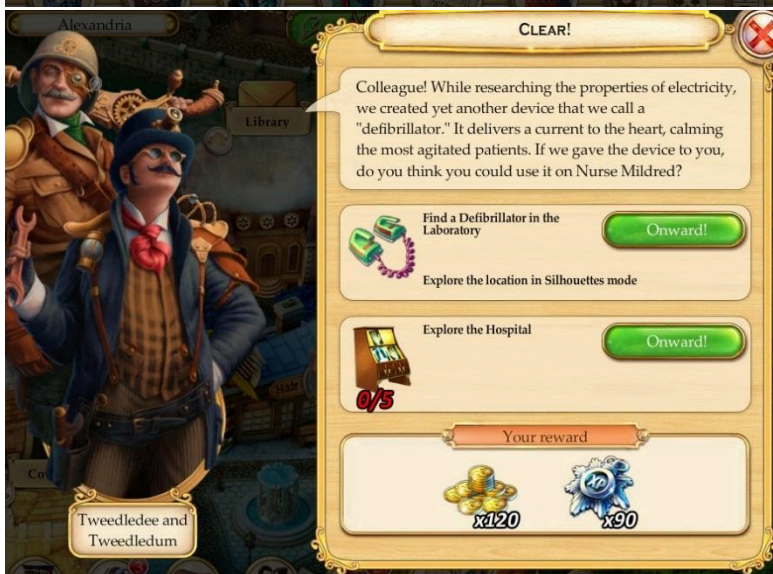 Alexandria
CLEAR!
Colleague! While researching the properties of electricity,
we created yet another device that we call a
"defibrillator." It delivers a current to the heart, calming
the most agitated patients. If we gave the device to you,
do you think you could use it on Nurse Mildred?
Library
Find a Defibrillator in the
Laboratory
Onward!
Explore the location in Silhouettes mode
Explore the Hospital
Onward!
0/5
Your reward
XP
x120
x90
Tweedledee and
Tweedledum
3